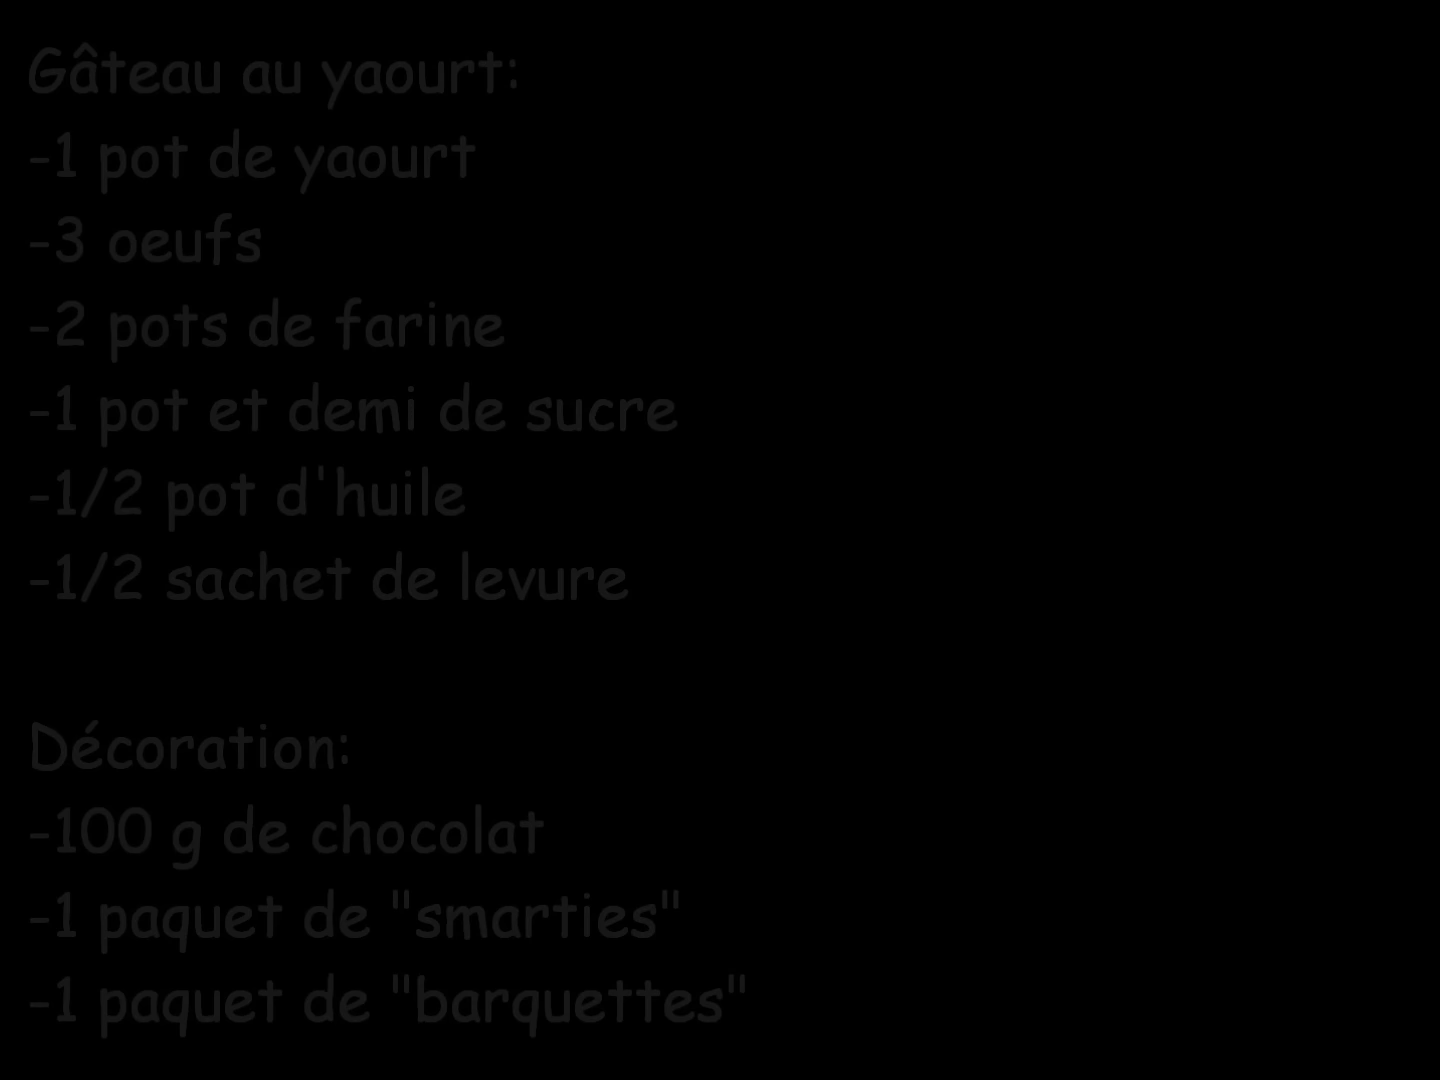 Gâteau au yaourt:
-1 pot de yaourt
-3 oeufs
-2 pots de farine
-1 pot et demi de sucre
-1/2 pot d'huile
-1/2 sachet de levure
Décoration:
-100 g de chocolat
-1 paquet de "smarties"
-1 paquet de "barquettes"